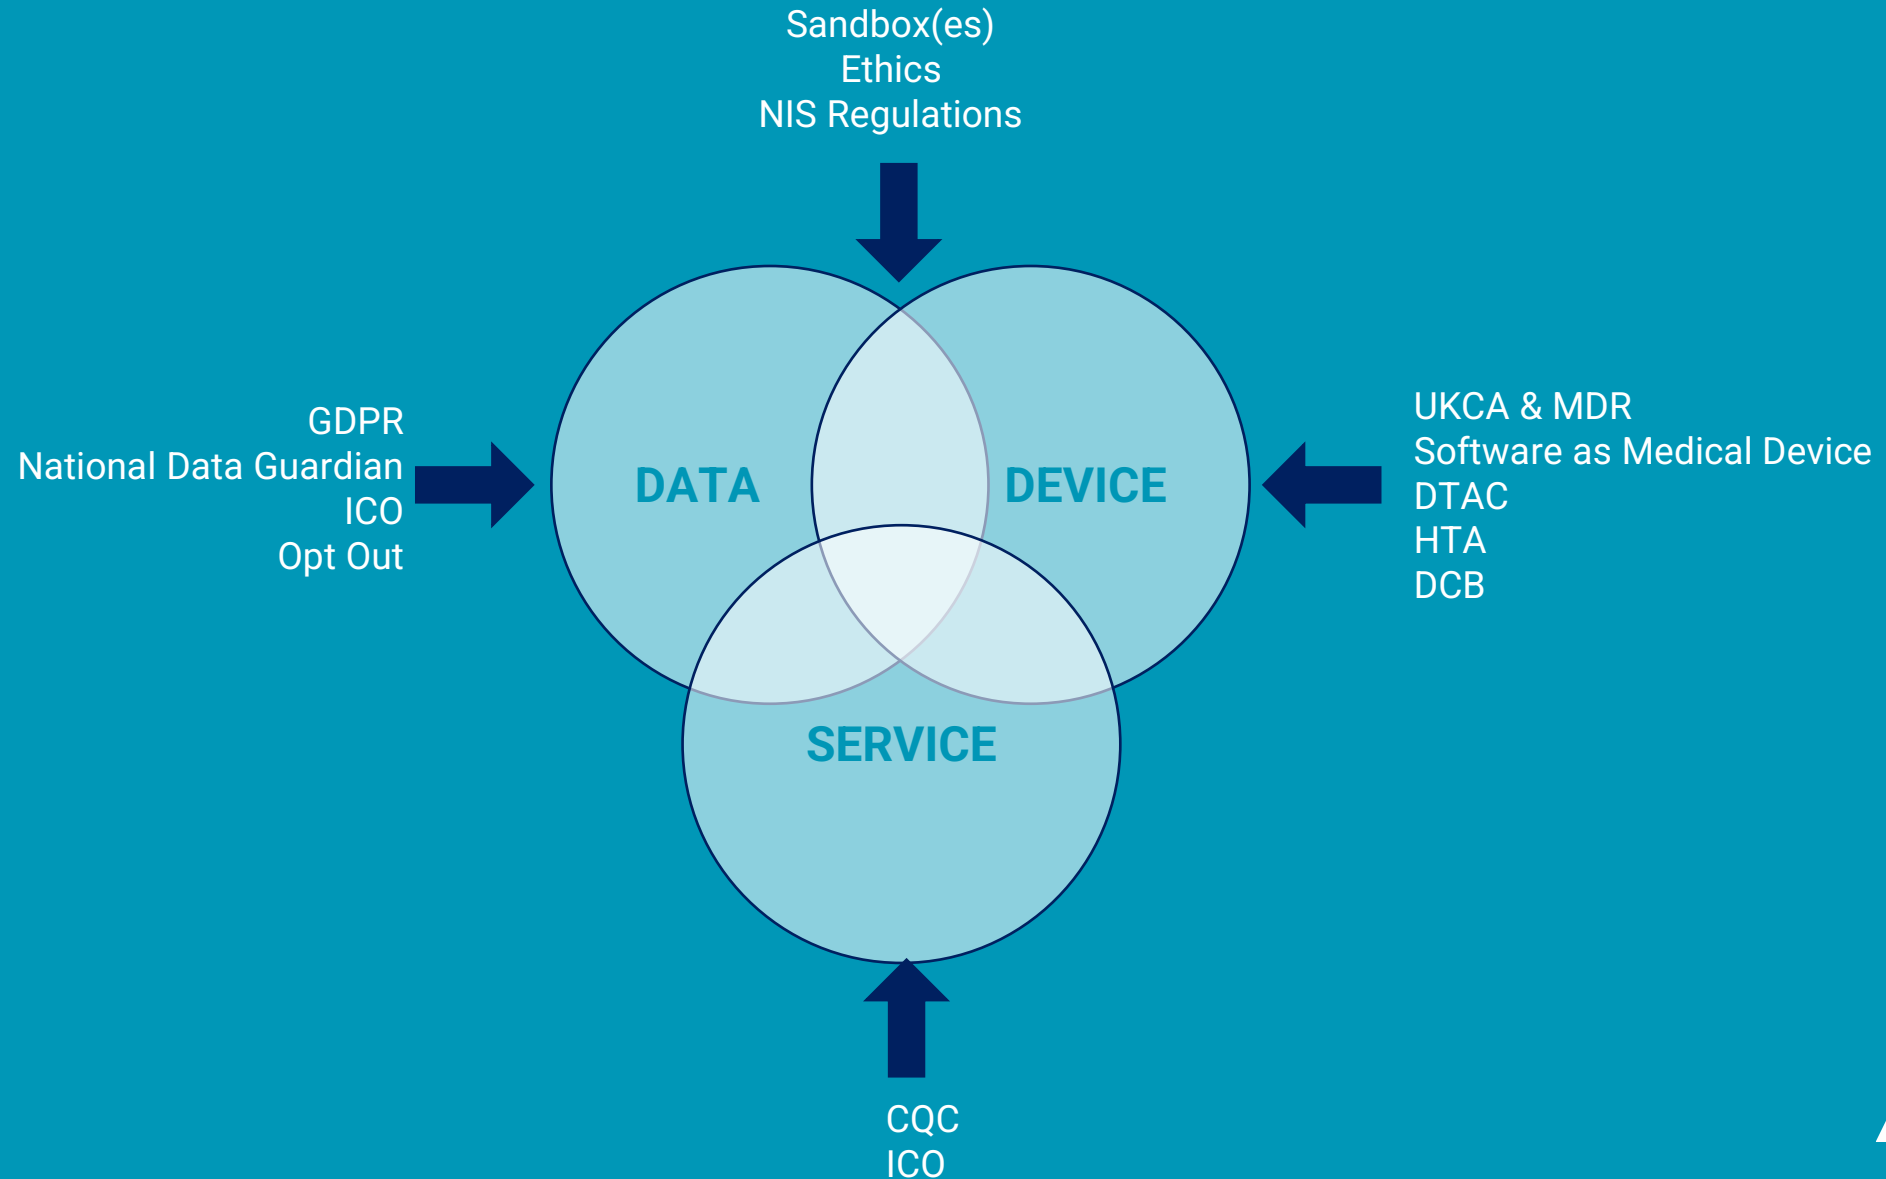 Sandbox(es)
Ethics
NIS Regulations
GDPR
National Data Guardian
ICO
Opt Out
DATA
DEVICE
UKCA & MDR
Software as Medical Device
DTAC
HTA
DCB
SERVICE
CQC
ICO